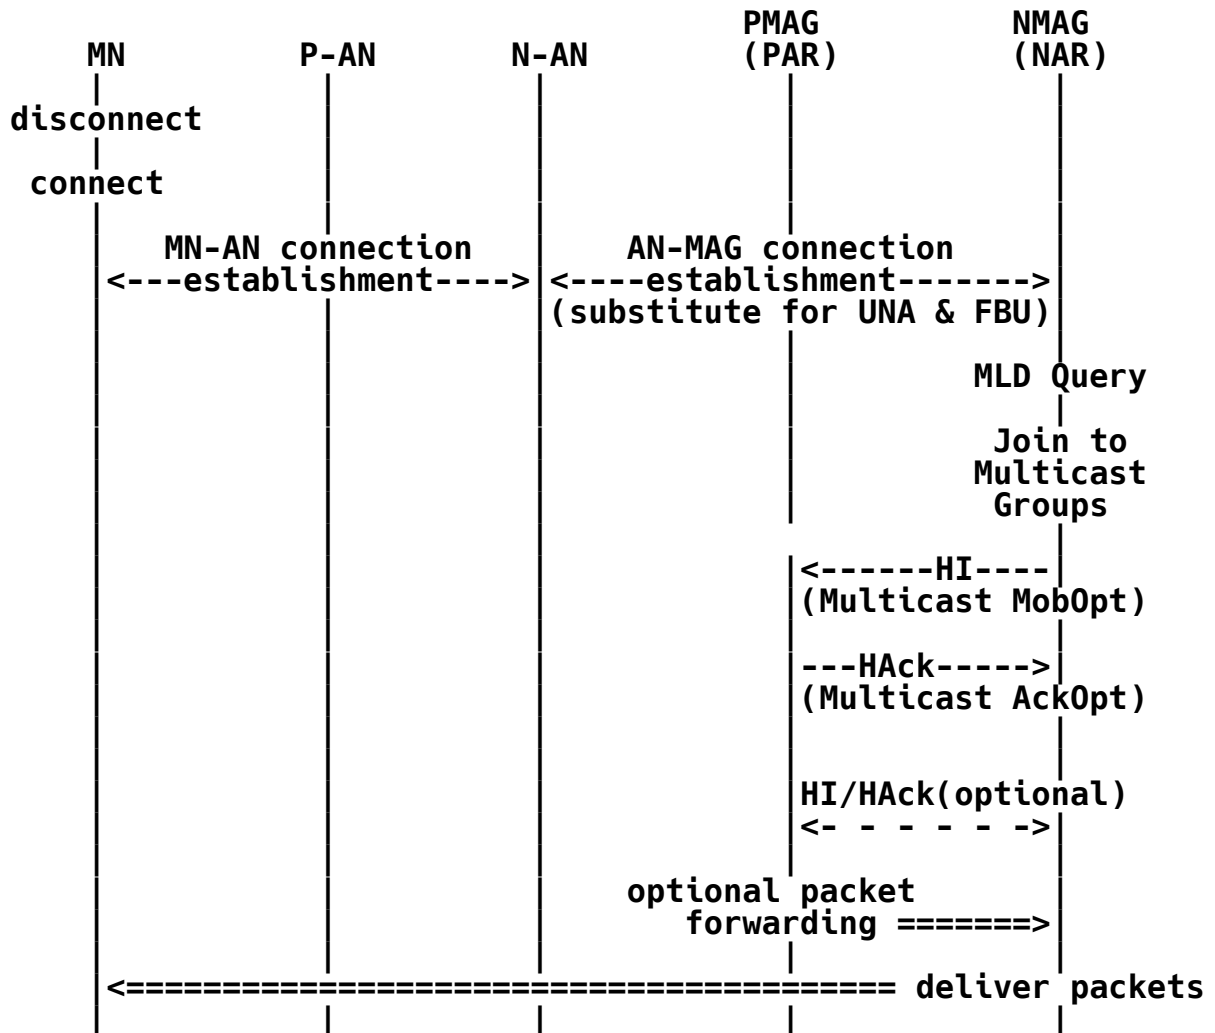 PMAG NMAG
MN P-AN N-AN (PAR) (NAR)
disconnect
connect
MN-AN connection AN-MAG connection
<---establishment----> <----establishment------->
(substitute for UNA & FBU)
MLD Query
Join to
Multicast
Groups
<------HI----
(Multicast MobOpt)
---HAck----->
(Multicast AckOpt)
HI/HAck(optional)
<- - - - - ->
optional packet
forwarding =======>
<======================================== deliver packets